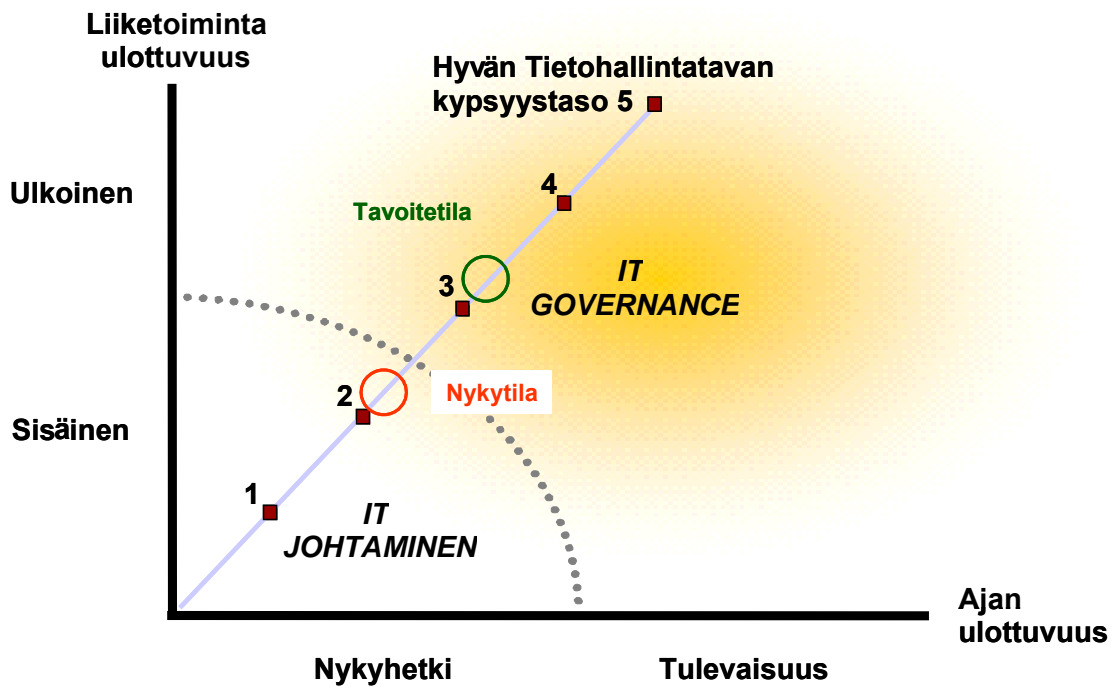 Liiketoiminta
ulottuvuus
Hyvän Tietohallintatavan
kypsyystaso 5
Ulkoinen
4
Tavoitetila
IT
GOVERNANCE
3
2
Nykytila
Sisäinen
1
IT
JOHTAMINEN
Ajan
ulottuvuus
Nykyhetki
Tulevaisuus